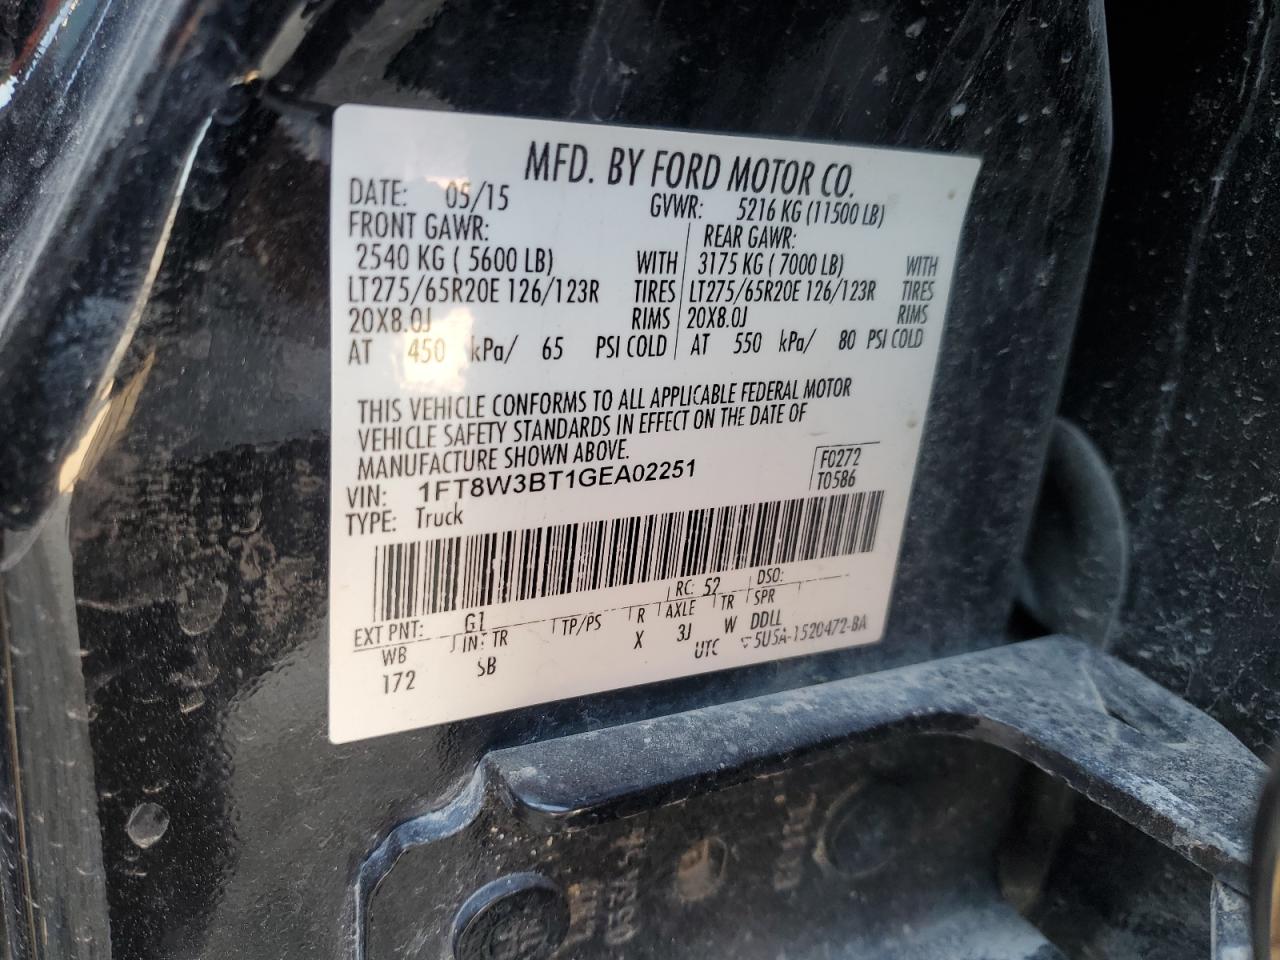 MFD. BY FORD MOTOR CO.
DATE: 05/15 GVWR: 5216 KG (11500 LB)
FRONT GAWR: REAR GAWR:
2540 KG ( 5600 LB) WITH 3175 KG ( 7000 LB) WITH
LT275/65R20E 126/123R TIRES LT275/65R20E 126/123R TIRES
20X8.0J RIMS 20X8.0J RIMS
AT 450 kPa/ 65 PSI COLD AT 550 kPa/ 80 PSI COLD
THIS VEHICLE CONFORMS TO ALL APPLICABLE FEDERAL MOTOR
VEHICLE SAFETY STANDARDS IN EFFECT ON THE DATE OF
MANUFACTURE SHOWN ABOVE.
VIN: 1FT8W3BT1GEA02251 F0272
TYPE: Truck T0586
EXT PNT: G1 RC: 52 DSO:
WB INT TR TP/PS R AXLE TR SPR
172 SB X 3J W DDLL
UTC 5U5A-1520472-BA